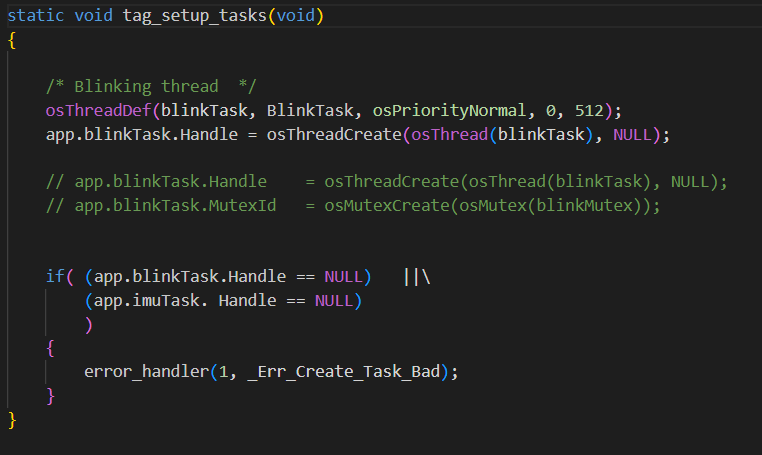 static void tag_setup_tasks(void)
{
/* Blinking thread  */
osThreadDef(blinkTask, BlinkTask, osPriorityNormal, 0, 512);
app.blinkTask.Handle = osThreadCreate(osThread(blinkTask), NULL);
// app.blinkTask.Handle    = osThreadCreate(osThread(blinkTask), NULL);
// app.blinkTask.MutexId   = osMutexCreate(osMutex(blinkMutex));
if( (app.blinkTask.Handle == NULL)   ||\
(app.imuTask. Handle == NULL)
)
{
error_handler(1, _Err_Create_Task_Bad);
}
}